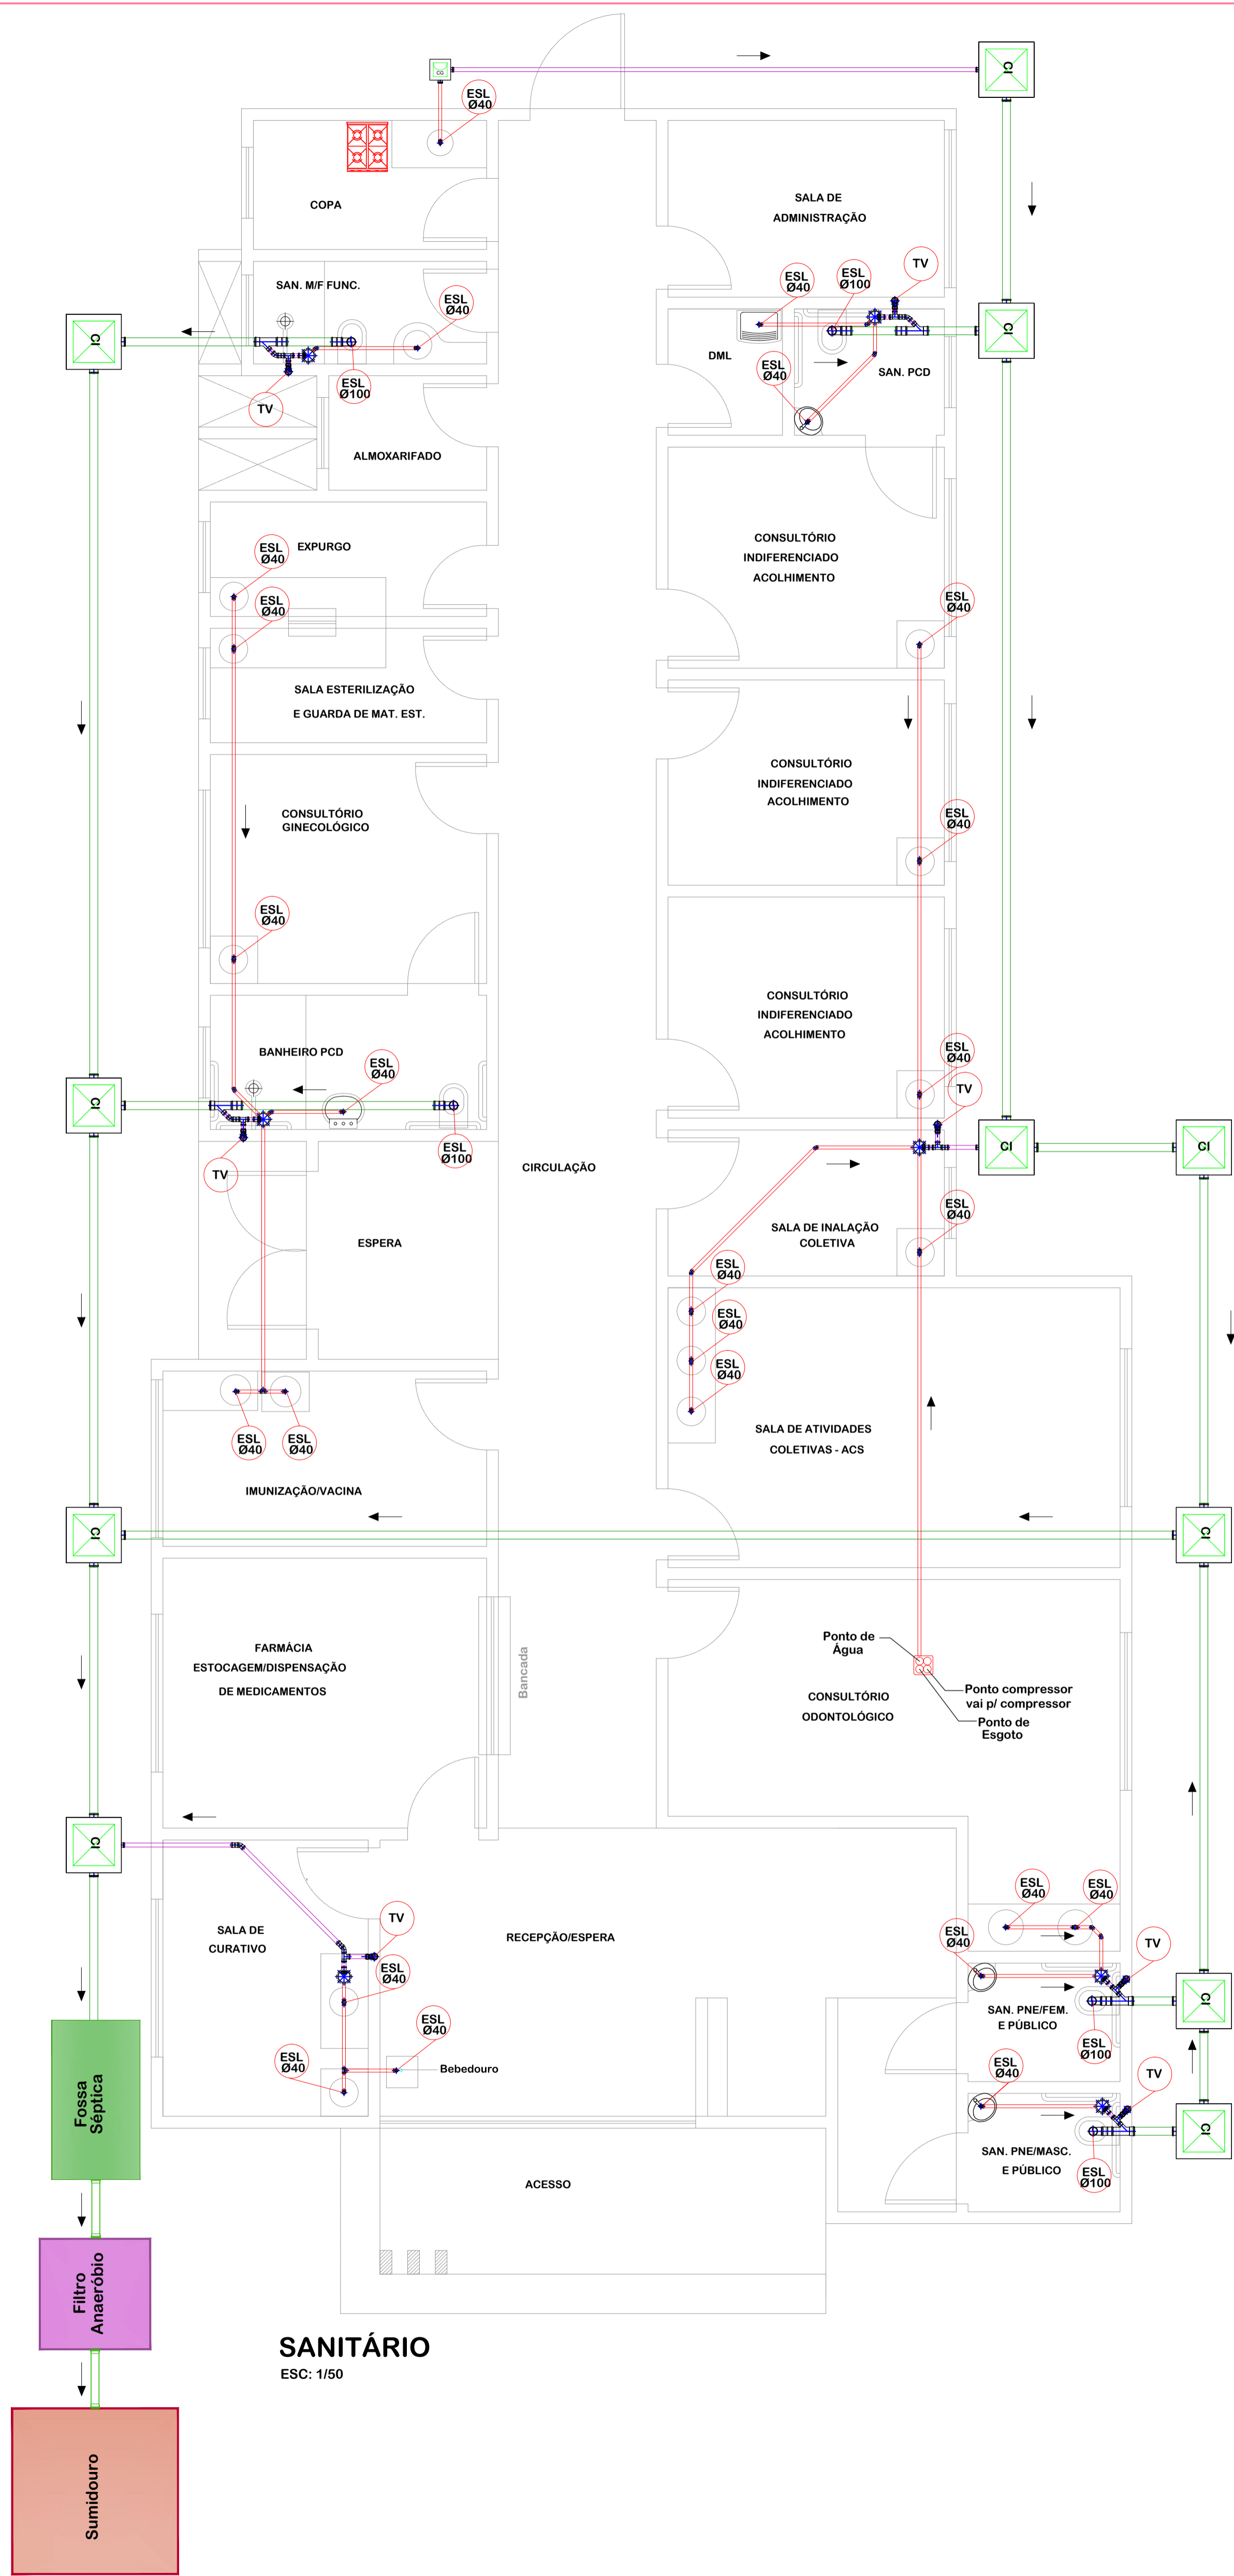 CG
CI
ESL
Ø40
COPA
SALA DE
ADMINISTRAÇÃO
SAN. M/F FUNC.
ESL
Ø40
ESL
Ø40
ESL
Ø100
TV
CI
CI
DML
ESL
Ø40
SAN. PCD
ESL
Ø100
TV
ALMOXARIFADO
EXPURGO
ESL
Ø40
ESL
Ø40
CONSULTÓRIO
INDIFERENCIADO
ACOLHIMENTO
ESL
Ø40
SALA ESTERILIZAÇÃO
E GUARDA DE MAT. EST.
CONSULTÓRIO
INDIFERENCIADO
ACOLHIMENTO
ESL
Ø40
CONSULTÓRIO
GINECOLÓGICO
ESL
Ø40
CONSULTÓRIO
INDIFERENCIADO
ACOLHIMENTO
ESL
Ø40
TV
BANHEIRO PCD
ESL
Ø40
CI
ESL
Ø100
TV
CI
CI
CIRCULAÇÃO
ESPERA
SALA DE INALAÇÃO
COLETIVA
ESL
Ø40
ESL
Ø40
ESL
Ø40
ESL
Ø40
ESL
Ø40
ESL
Ø40
IMUNIZAÇÃO/VACINA
SALA DE ATIVIDADES
COLETIVAS - ACS
CI
CI
FARMÁCIA
ESTOCAGEM/DISPENSAÇÃO
DE MEDICAMENTOS
Bancada
Ponto de
Água
Ponto compressor
vai p/ compressor
Ponto de
Esgoto
CONSULTÓRIO
ODONTOLÓGICO
CI
SALA DE
CURATIVO
TV
RECEPÇÃO/ESPERA
ESL
Ø40
ESL
Ø40
ESL
Ø40
Bebedouro
ESL
Ø40
ESL
Ø40
ESL
Ø40
TV
SAN. PNE/FEM.
E PÚBLICO
CI
ESL
Ø100
ESL
Ø40
TV
SAN. PNE/MASC.
E PÚBLICO
CI
ESL
Ø100
ACESSO
Fossa
Séptica
Filtro
Anaeróbio
Sumidouro
SANITÁRIO
ESC: 1/50